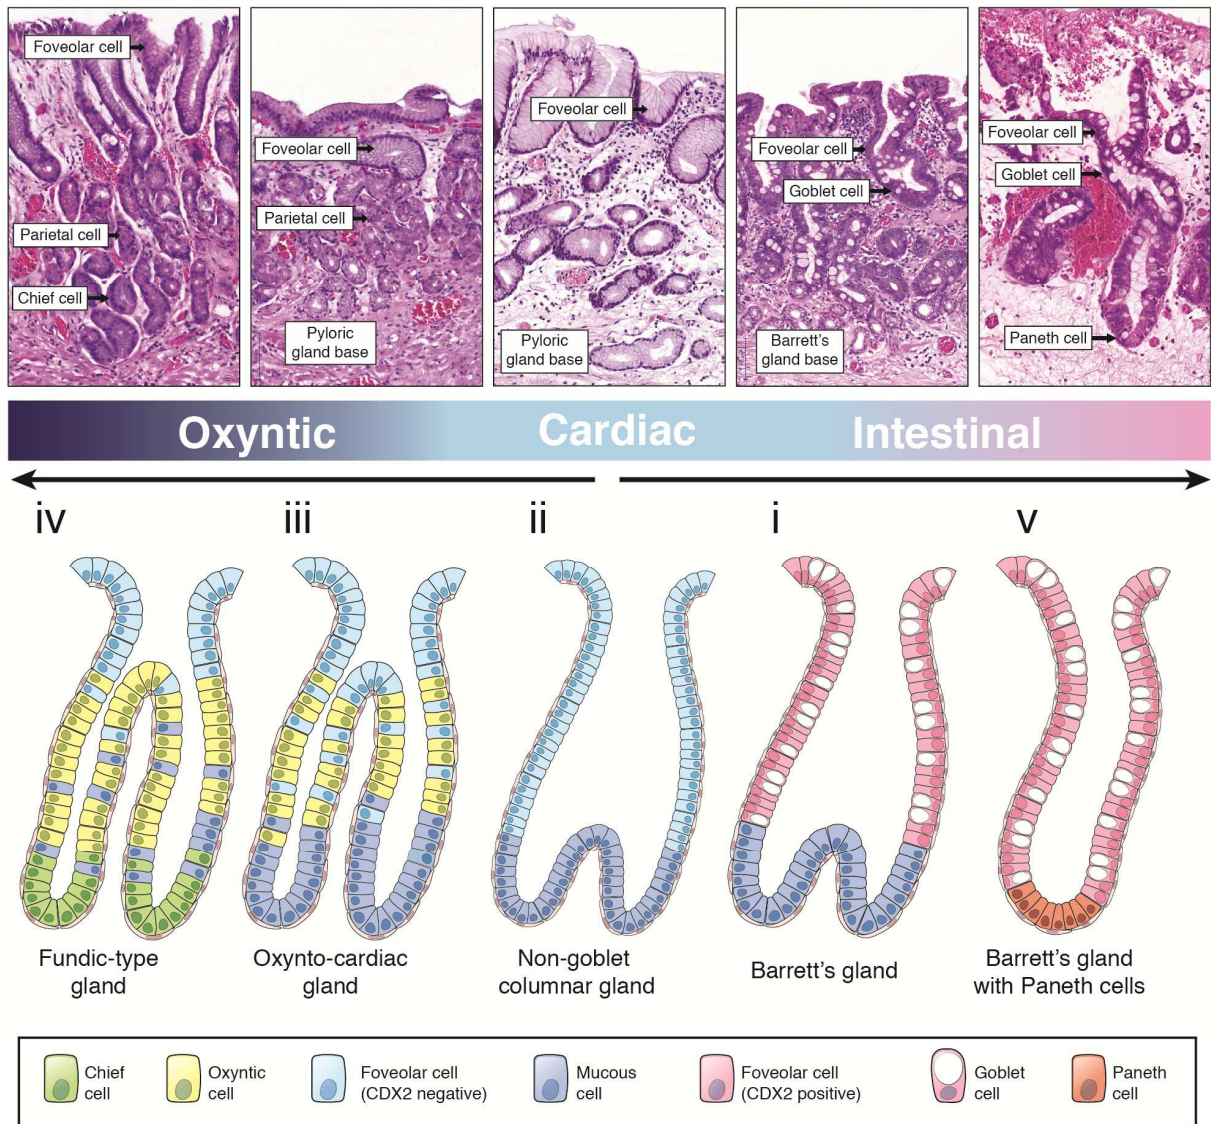 Foveolar cell
Parietal cell
Chief cell
Foveolar cell
Parietal cell
Pyloric
gland base
Foveolar cell
Pyloric
gland base
Foveolar cell
Goblet cell
Barrett's
gland base
Foveolar cell
Goblet cell
Paneth cell
Oxyntic
Cardiac
Intestinal
iv
iii
ii
i
v
Fundic-type
gland
Oxynto-cardiac
gland
Non-goblet
columnar gland
Barrett's gland
Barrett's gland
with Paneth cells
Chief
cell
Oxyntic
cell
Foveolar cell
(CDX2 negative)
Mucous
cell
Foveolar cell
(CDX2 positive)
Goblet
cell
Paneth
cell